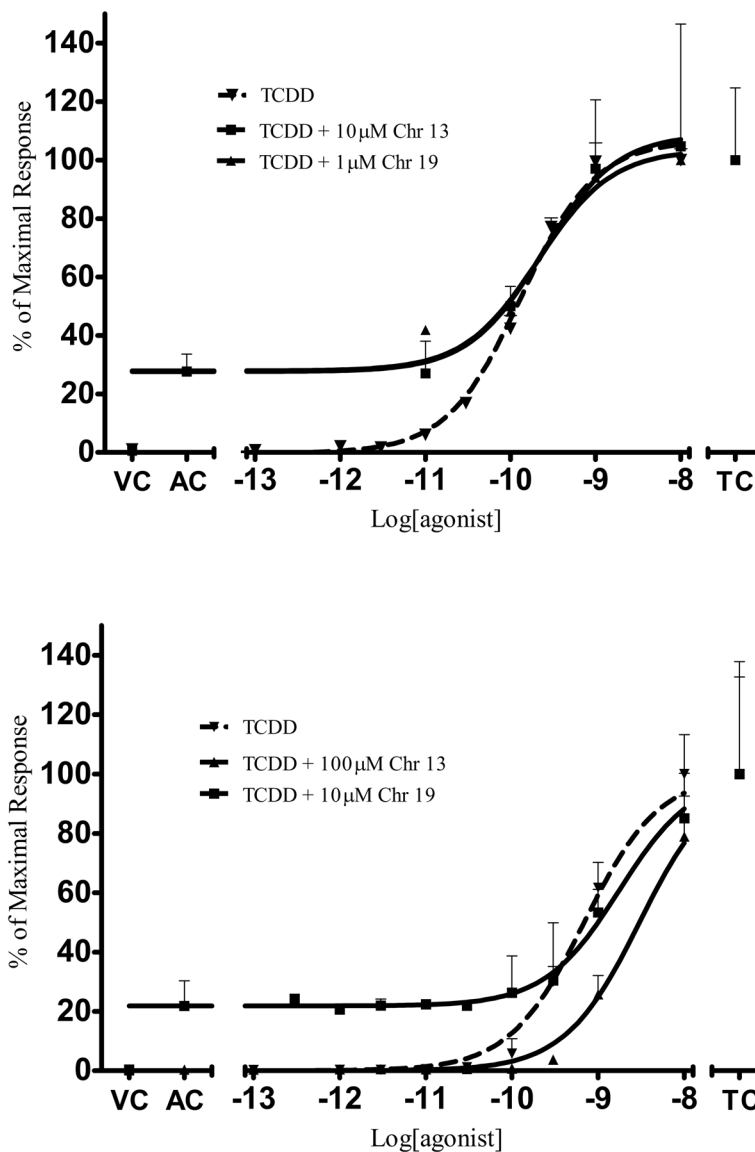 140
120
100
80
60
40
20
0
% of Maximal Response
TCDD
TCDD + 10μM Chr 13
TCDD + 1μM Chr 19
VC AC -13 -12 -11 -10 -9 -8 TC
Log[agonist]
140
120
100
80
60
40
20
0
% of Maximal Response
TCDD
TCDD + 100μM Chr 13
TCDD + 10μM Chr 19
VC AC -13 -12 -11 -10 -9 -8 TC
Log[agonist]